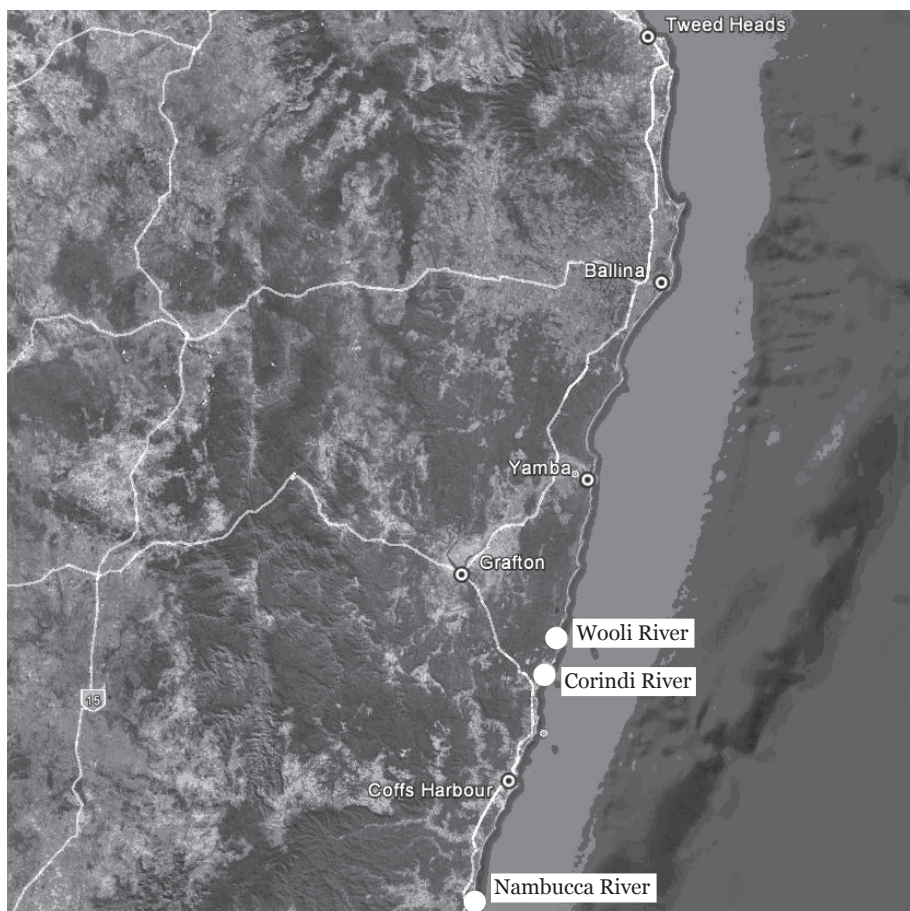 Tweed Heads
Ballina
Yamba
Grafton
Wooli River
Corindi River
15
Coffs Harbour
Nambucca River